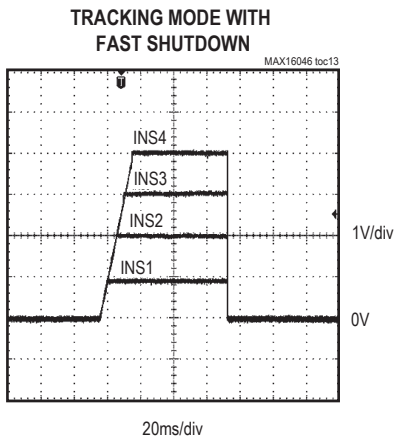 TRACKING MODE WITH
FAST SHUTDOWN
MAX16046 toc13
T
INS4
INS3
INS2
1V/div
INS1
0V
20ms/div